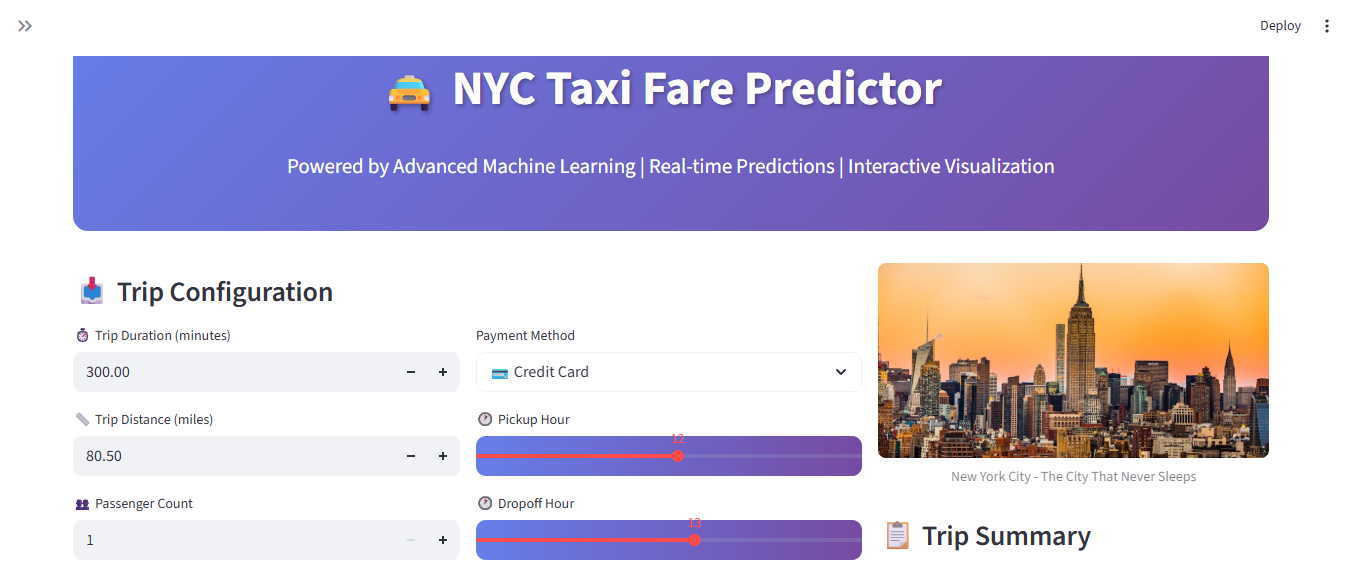 Deploy
NYC Taxi Fare Predictor
Powered by Advanced Machine Learning | Real-time Predictions | Interactive Visualization
Trip Configuration
Trip Duration (minutes)
300.00
Payment Method
Credit Card
Trip Distance (miles)
80.50
Pickup Hour
12
Passenger Count
1
Dropoff Hour
13
New York City - The City That Never Sleeps
Trip Summary